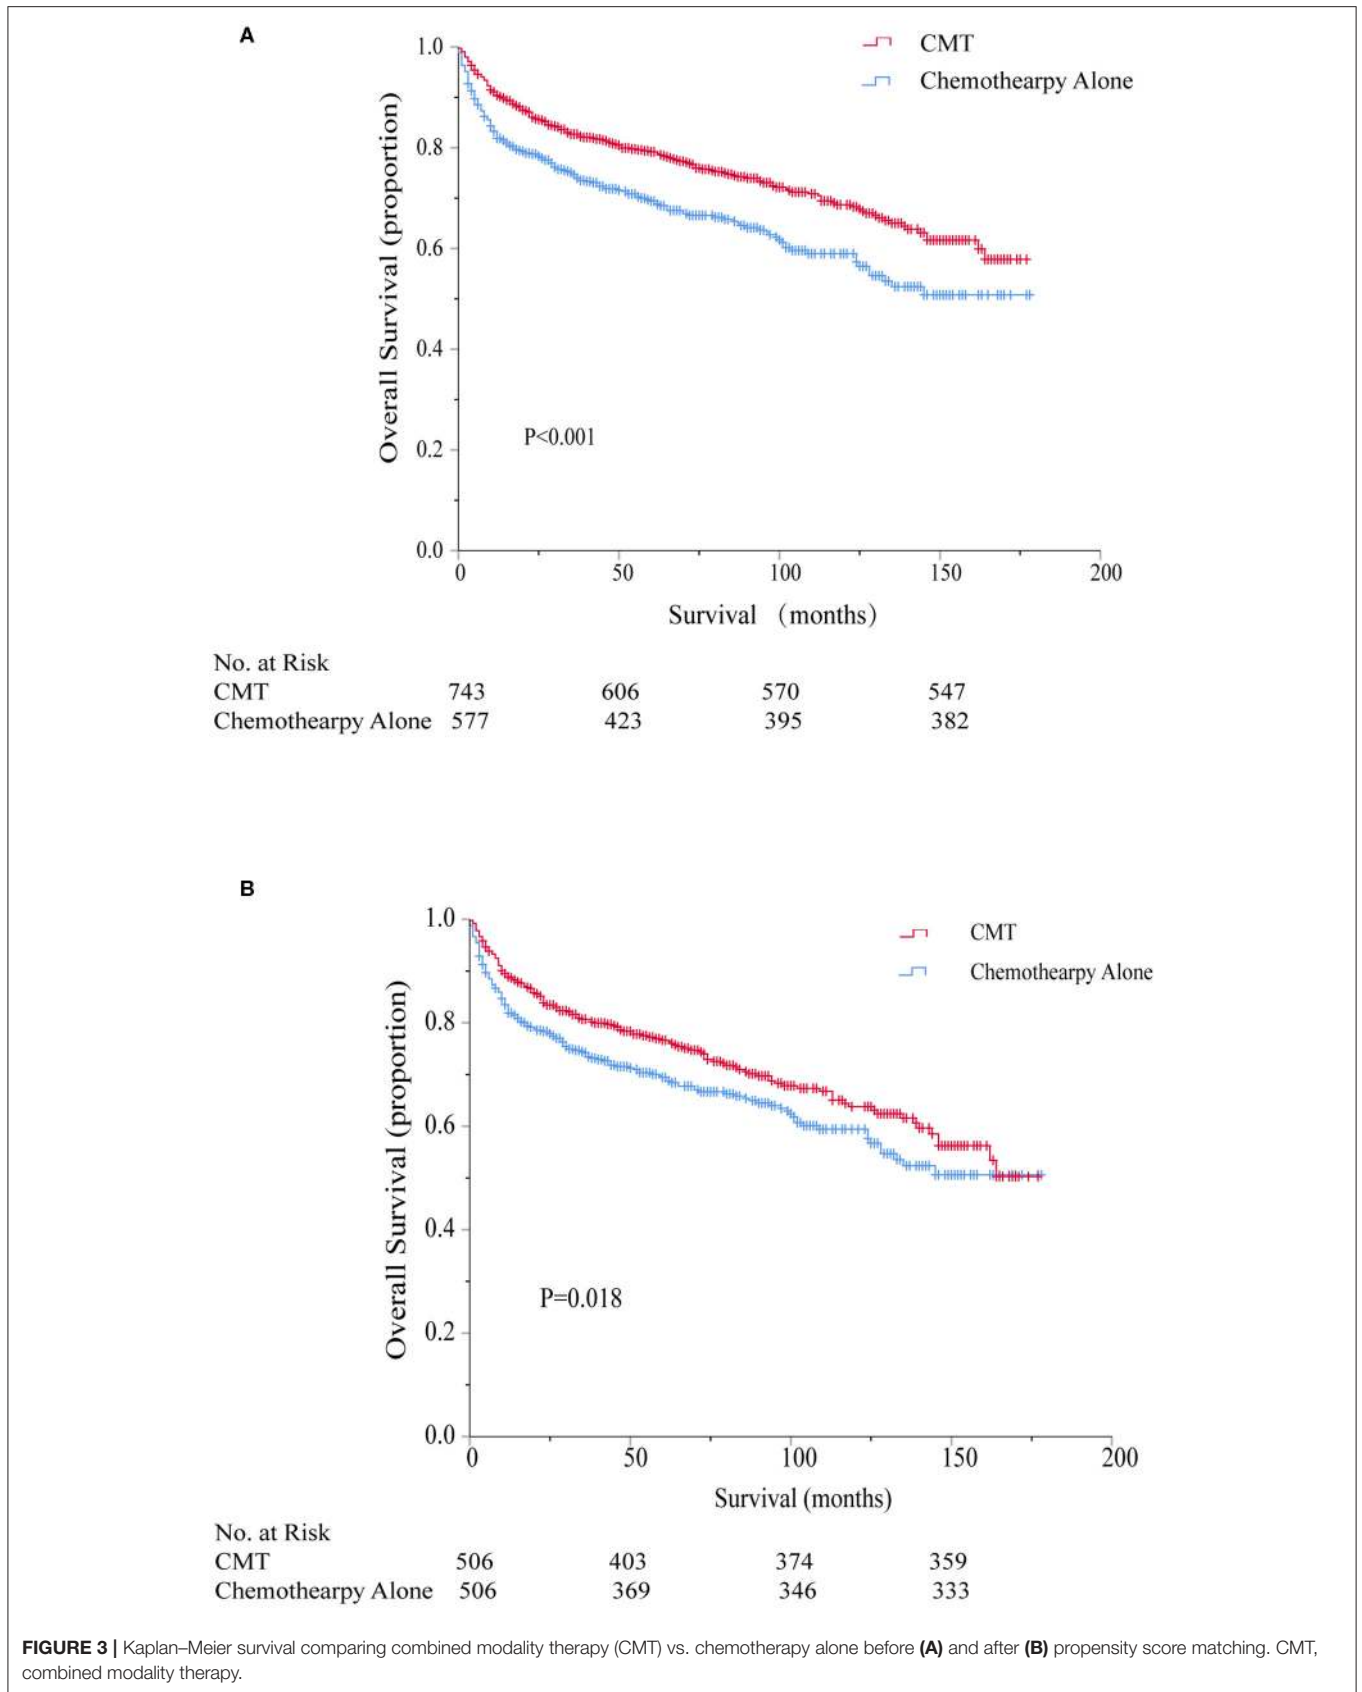 A
CMT
Chemothearpy Alone
Overall Survival (proportion)
1.0
0.8
0.6
0.4
0.2
0.0
P<0.001
0 50 100 150 200
Survival （months）
No. at Risk
CMT 743 606 570 547
Chemothearpy Alone 577 423 395 382
B
CMT
Chemothearpy Alone
Overall Survival (proportion)
1.0
0.8
0.6
0.4
0.2
0.0
P=0.018
0 50 100 150 200
Survival (months)
No. at Risk
CMT 506 403 374 359
Chemothearpy Alone 506 369 346 333
FIGURE 3 | Kaplan–Meier survival comparing combined modality therapy (CMT) vs. chemotherapy alone before (A) and after (B) propensity score matching. CMT,
combined modality therapy.